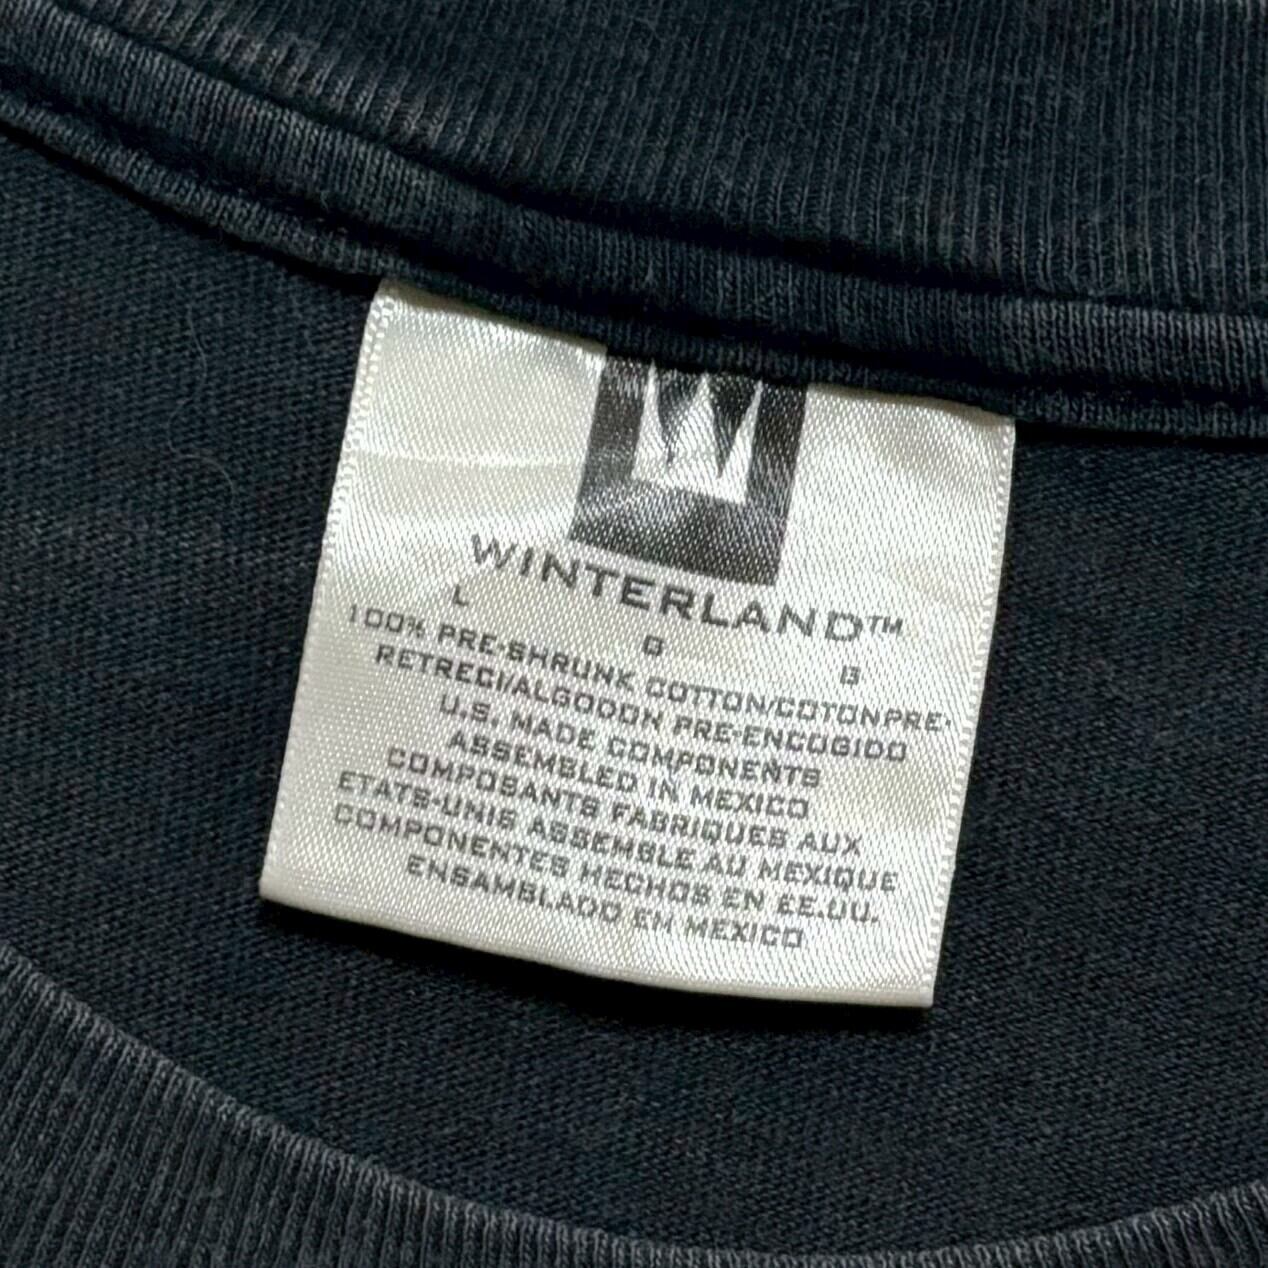 W
WINTERLAND™
L G G
100% PRE-SHRUNK COTTON/COTONPRE-
RETRECI/ALGODON PRE-ENCOGIDO
U.S. MADE COMPONENTS
ASSEMBLED IN MEXICO
COMPOSANTS FABRIQUES AUX
ETATS-UNIS ASSEMBLE AU MEXIQUE
COMPONENTES HECHOS EN EE.UU.
ENSAMBLADO EM MEXICO